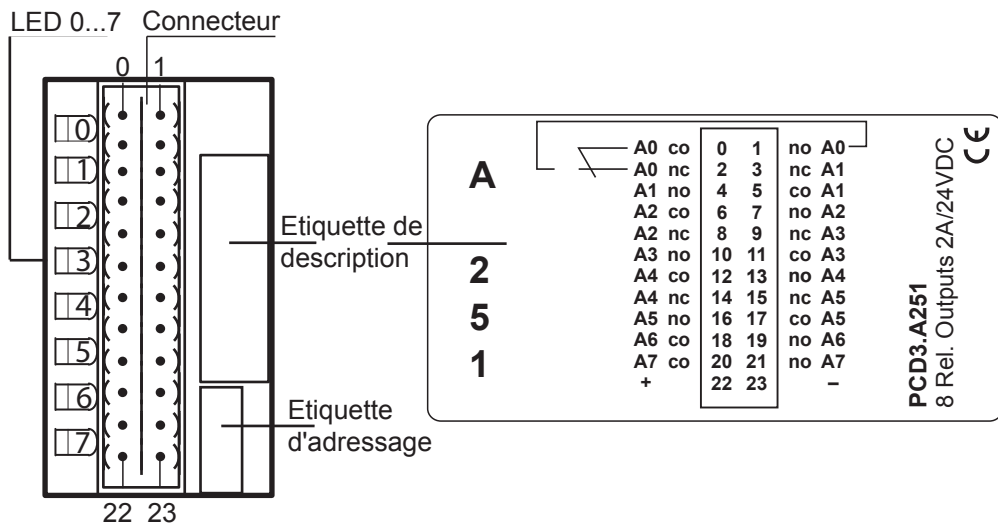 LED 0...7 Connecteur
0 1
0
1
2
3
4
5
6
7
22 23
Etiquette de
description
Etiquette
d'adressage
A
2
5
1
A0 co 0 1 no A0
A0 nc 2 3 nc A1
A1 no 4 5 co A1
A2 co 6 7 no A2
A2 nc 8 9 nc A3
A3 no 10 11 co A3
A4 co 12 13 no A4
A4 nc 14 15 nc A5
A5 no 16 17 co A5
A6 co 18 19 no A6
A7 co 20 21 no A7
+ 22 23 –
PCD3.A251
8 Rel. Outputs 2A/24VDC
CE